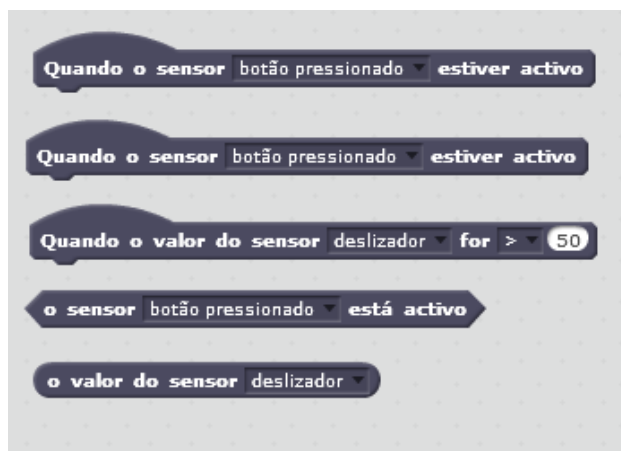 Quando o sensor botão pressionado estiver activo
Quando o sensor botão pressionado estiver activo
Quando o valor do sensor deslizador for > 50
o sensor botão pressionado está activo
o valor do sensor deslizador